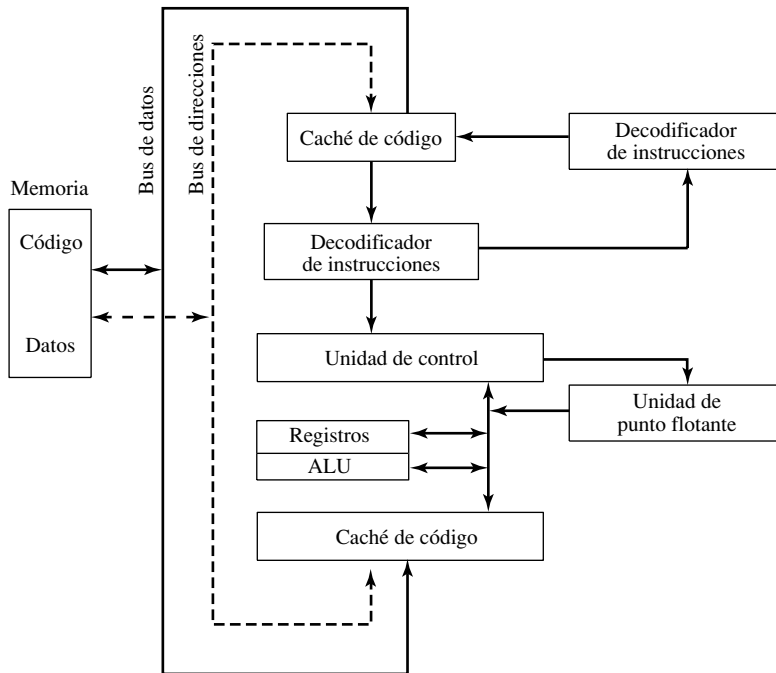 Bus de datos
Bus de direcciones
Caché de código
Decodificador
de instrucciones
Memoria
Código
Datos
Decodificador
de instrucciones
Unidad de control
Unidad de
punto flotante
Registros
ALU
Caché de código